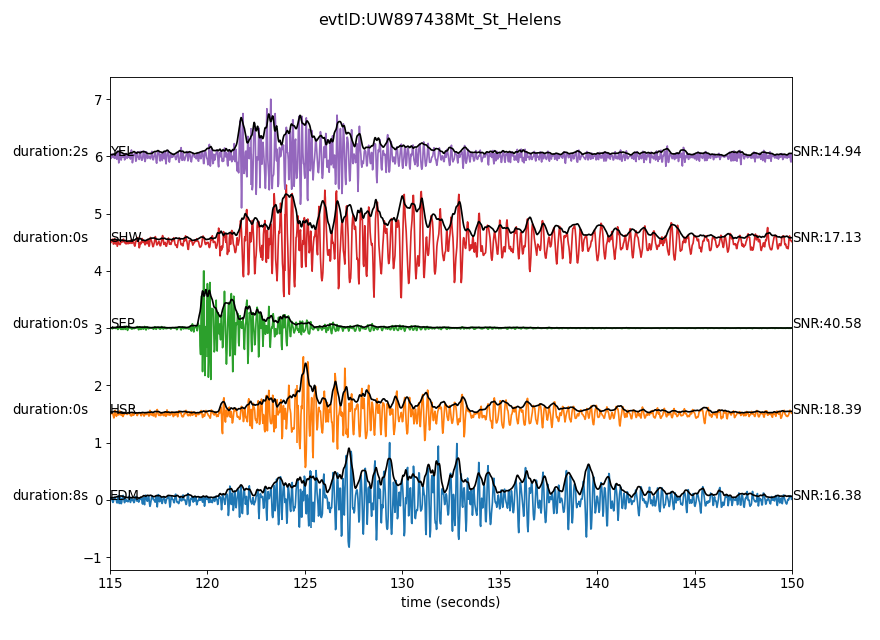 evtID:UW897438Mt_St_Helens
7
duration:2s YEL SNR:14.94
6
5
duration:0s SHW SNR:17.13
4
duration:0s SEP SNR:40.58
3
2
duration:0s HSR SNR:18.39
1
duration:8s EDM SNR:16.38
0
−1
115 120 125 130 135 140 145 150
time (seconds)